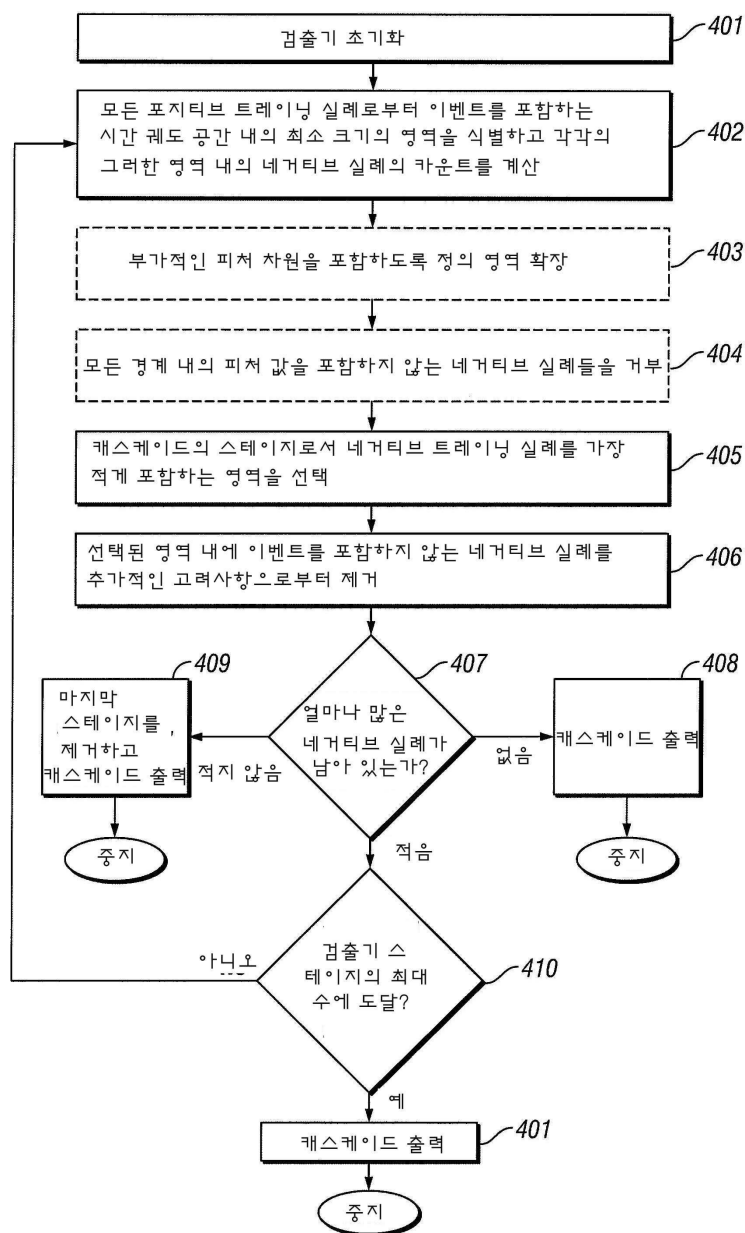 검출기 초기화
401
모든 포지티브 트레이닝 실례로부터 이벤트를 포함하는
시간 궤도 공간 내의 최소 크기의 영역을 식별하고 각각의
그러한 영역 내의 네거티브 실례의 카운트를 계산
402
부가적인 피처 차원을 포함하도록 정의 영역 확장
403
모든 경계 내의 피처 값을 포함하지 않는 네거티브 실례들을 거부
404
캐스케이드의 스테이지로서 네거티브 트레이닝 실례를 가장
적게 포함하는 영역을 선택
405
선택된 영역 내에 이벤트를 포함하지 않는 네거티브 실례를
추가적인 고려사항으로부터 제거
406
409
마지막
스테이지를 ,
제거하고
캐스케이드 출력
적지 않음
중지
407
얼마나 많은
네거티브 실례가
남아 있는가?
없음
408
캐스케이드 출력
중지
적음
아니오
검출기 스
테이지의 최대
수에 도달?
410
예
캐스케이드 출력
401
중지